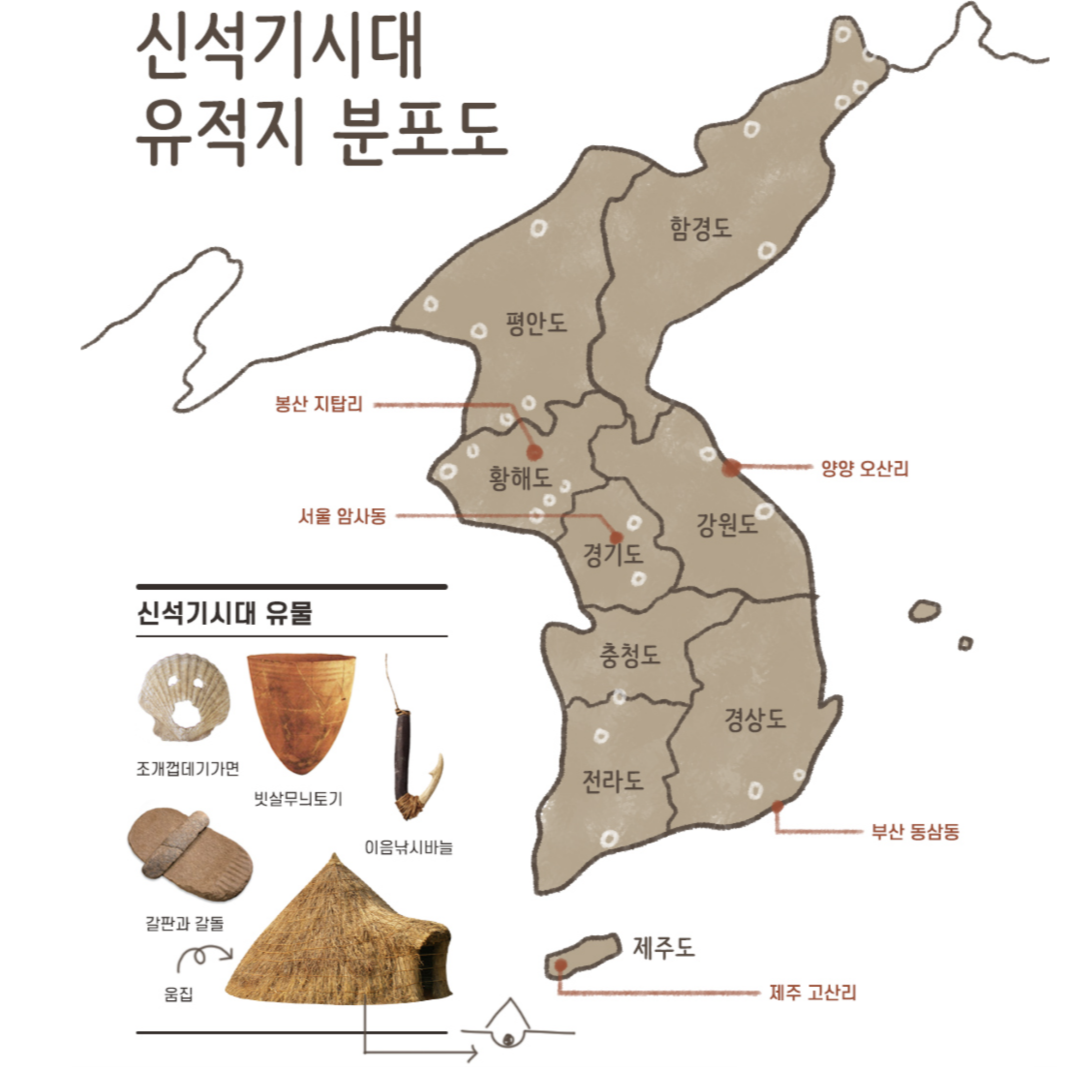 신석기시대
유적지 분포도
함경도
평안도
봉산 지탑리
황해도
양양 오산리
서울 암사동
강원도
경기도
신석기시대 유물
충청도
경상도
조개껍데기가면
빗살무늬토기
전라도
부산 동삼동
이음낚시바늘
갈판과 갈돌
움집
제주도
제주 고산리